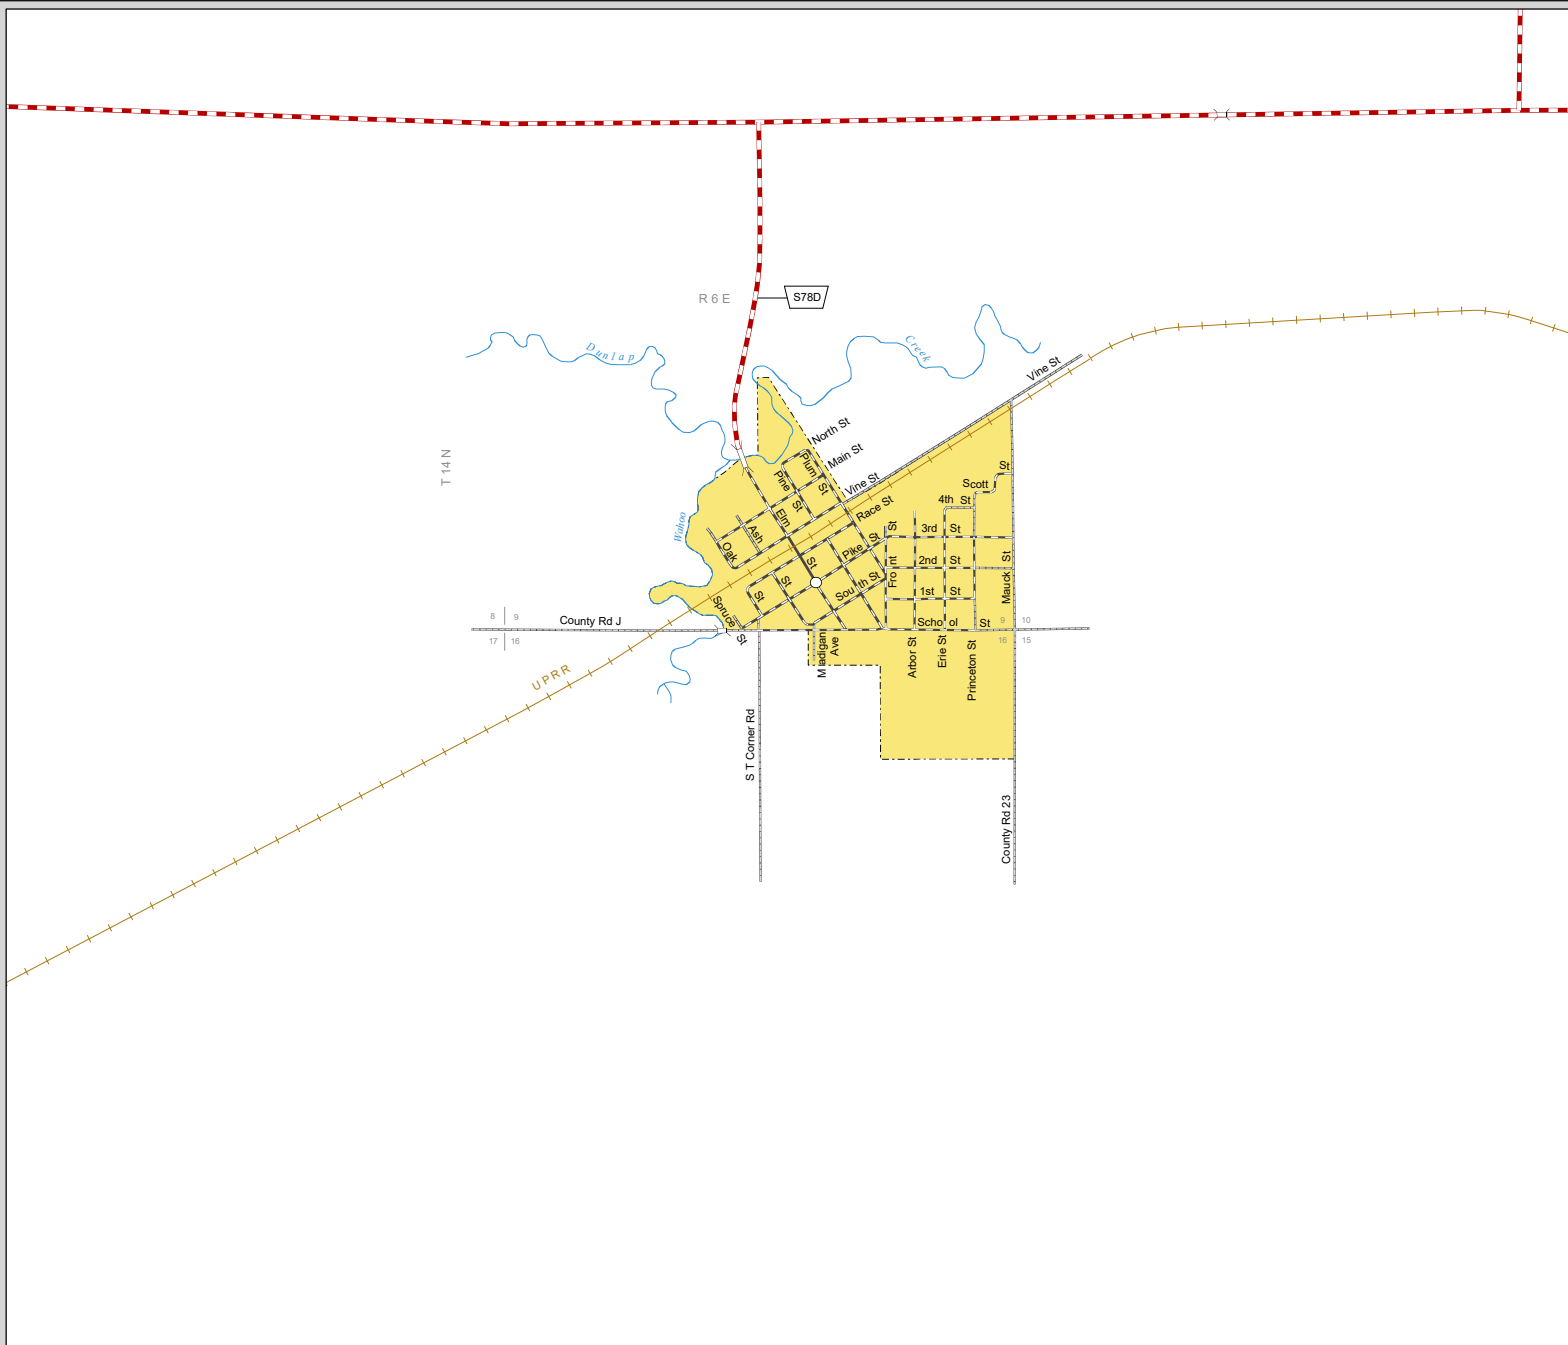 R 6 E
S78D
Dunlap
Creek
Vine St
T 14 N
North St
Main St
Plum St
Pine St
Vine St
Scott St
4th St
Race St
Elm St
Ash St
Oak St
Wahoo
3rd St
Pike St
2nd St
Front St
Mauck St
South St
1st St
Spruce St
8 9
17 16
County Rd J
School St
9 10
16 15
Madigan Ave
Arbor St
Erie St
Princeton St
UPRR
S T Corner Rd
County Rd 23